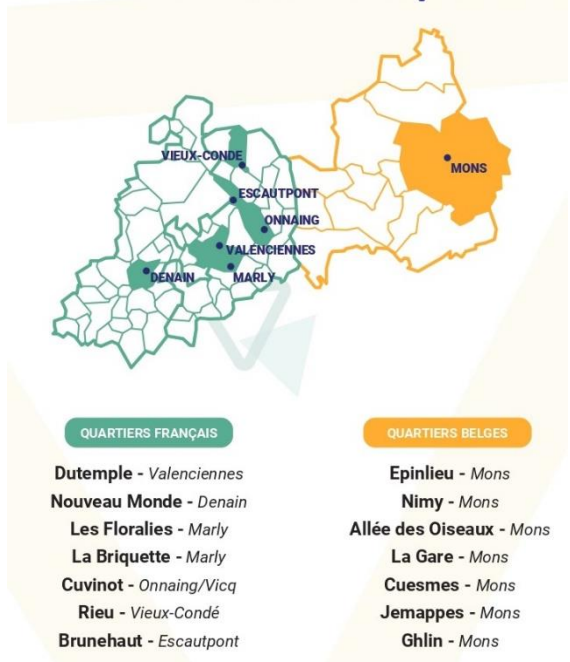 VIEUX-CONDE
MONS
ESCAUTPONT
ONNAING
VALENCIENNES
DENAIN
MARLY
QUARTIERS FRANÇAIS
Dutemple - Valenciennes
Nouveau Monde - Denain
Les Floralies - Marly
La Briquette - Marly
Cuvinot - Onnaing/Vicq
Rieu - Vieux-Condé
Brunehaut - Escautpont
QUARTIERS BELGES
Epinlieu - Mons
Nimy - Mons
Allée des Oiseaux - Mons
La Gare - Mons
Cuesmes - Mons
Jemappes - Mons
Ghlin - Mons